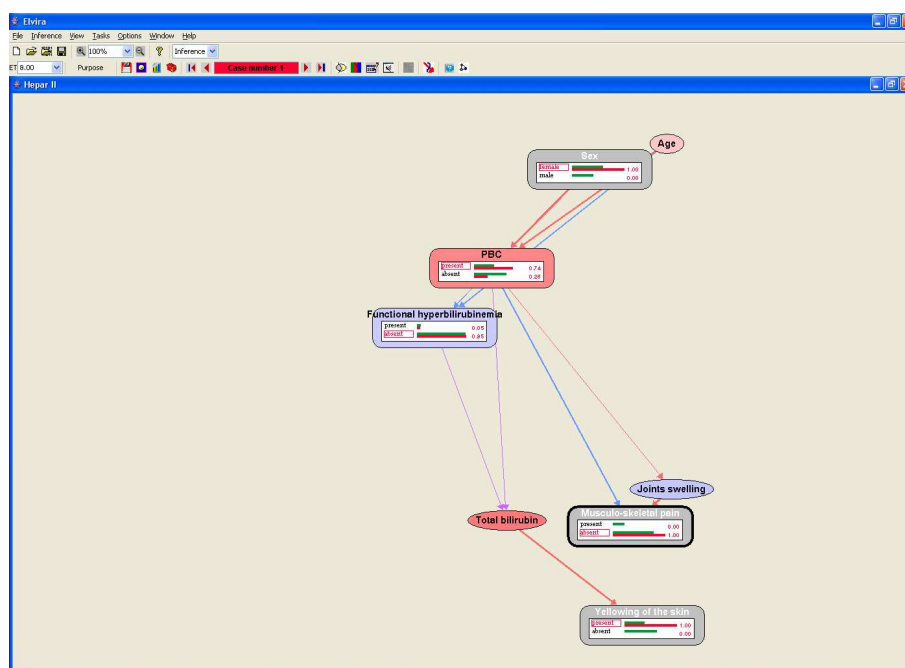 Elvira
File Inference View Tasks Options Window Help
100% Inference
ET 8.00 Purpose Case number 1
Hepar II
Age
Sex
female 1.00
male 0.00
PBC
present 0.74
absent 0.26
Functional hyperbilirubinemia
present 0.05
absent 0.95
Joints swelling
Total bilirubin
Musculo-skeletal pain
present 0.00
absent 1.00
Yellowing of the skin
present 1.00
absent 0.00